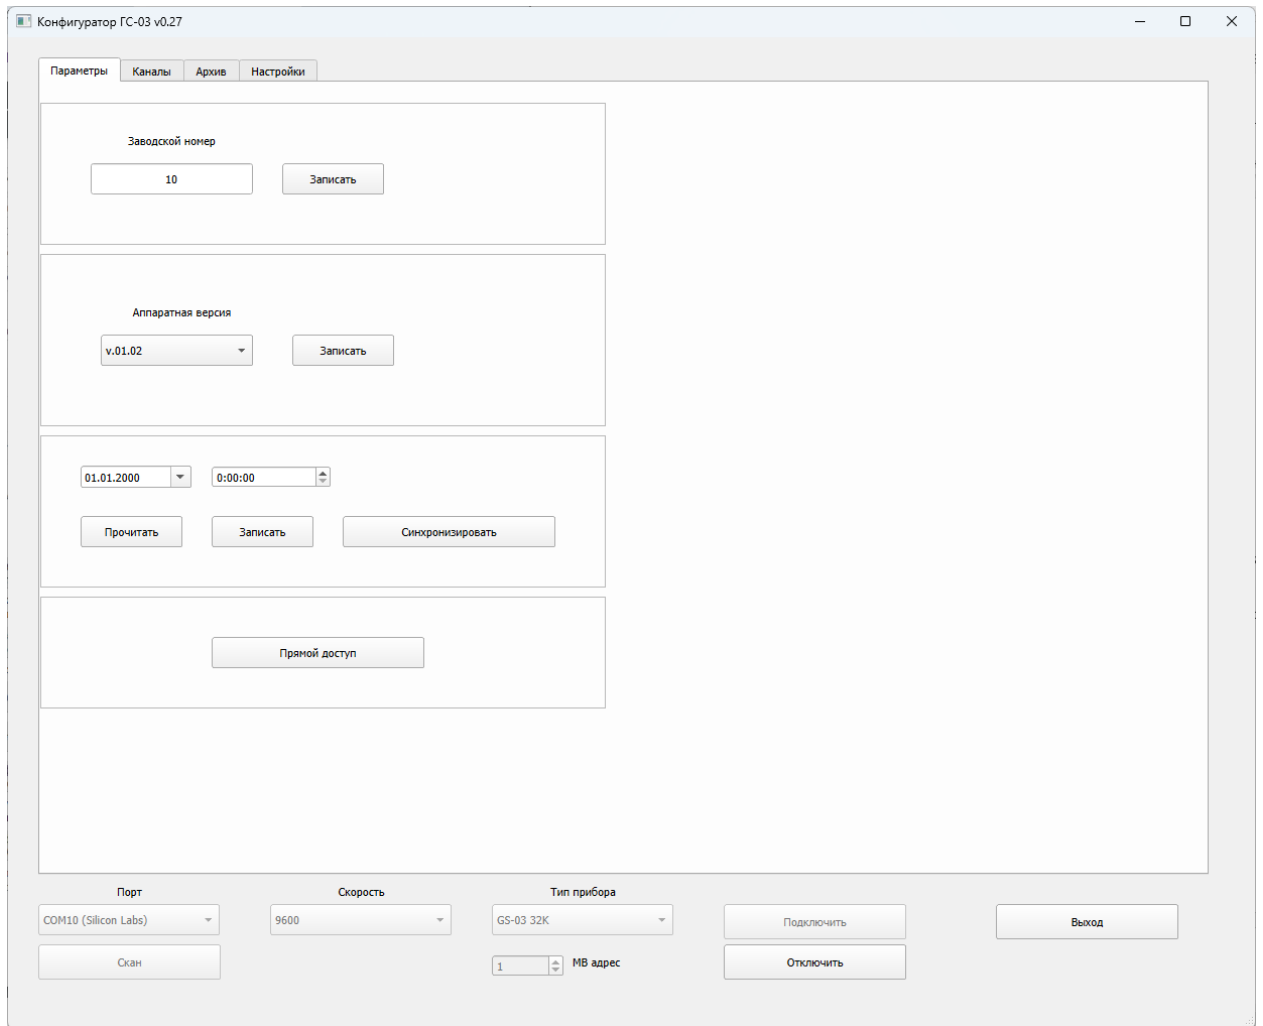 Конфигуратор ГС-03 v0.27
Параметры Каналы Архив Настройки
Заводской номер
10 Записать
Аппаратная версия
v.01.02 Записать
01.01.2000 0:00:00
Прочитать Записать Синхронизировать
Прямой доступ
Порт Скорость Тип прибора
COM10 (Silicon Labs) 9600 GS-03 32K Подключить Выход
Скан 1 МВ адрес Отключить